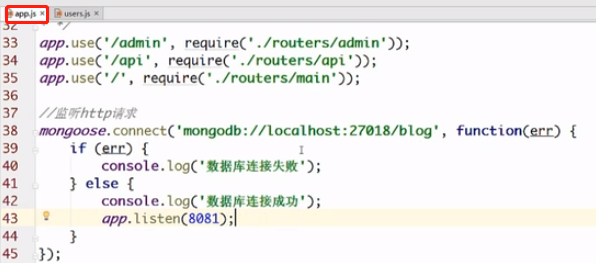 app.js × users.js ×
32 */
33 app.use('/admin', require('./routers/admin'));
34 app.use('/api', require('./routers/api'));
35 app.use('/', require('./routers/main'));
36
37 //监听http请求
38 mongoose.connect('mongodb://localhost:27018/blog', function(err) {
39 if (err) {
40 console.log('数据库连接失败');
41 } else {
42 console.log('数据库连接成功');
43 app.listen(8081);
44 }
45 });